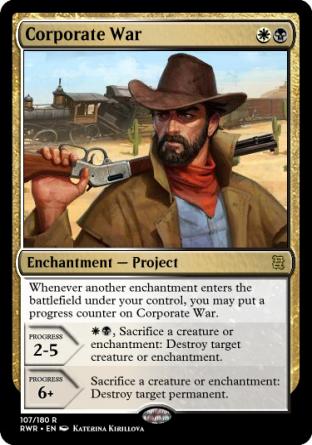 Corporate War
Enchantment — Project
Whenever another enchantment enters the
battlefield under your control, you may put a
progress counter on Corporate War.
PROGRESS
2-5
, Sacrifice a creature or
enchantment: Destroy target
creature or enchantment.
PROGRESS
6+
Sacrifice a creature or enchantment:
Destroy target permanent.
107/180 R
RWR • EN KATERINA KIRILLOVA